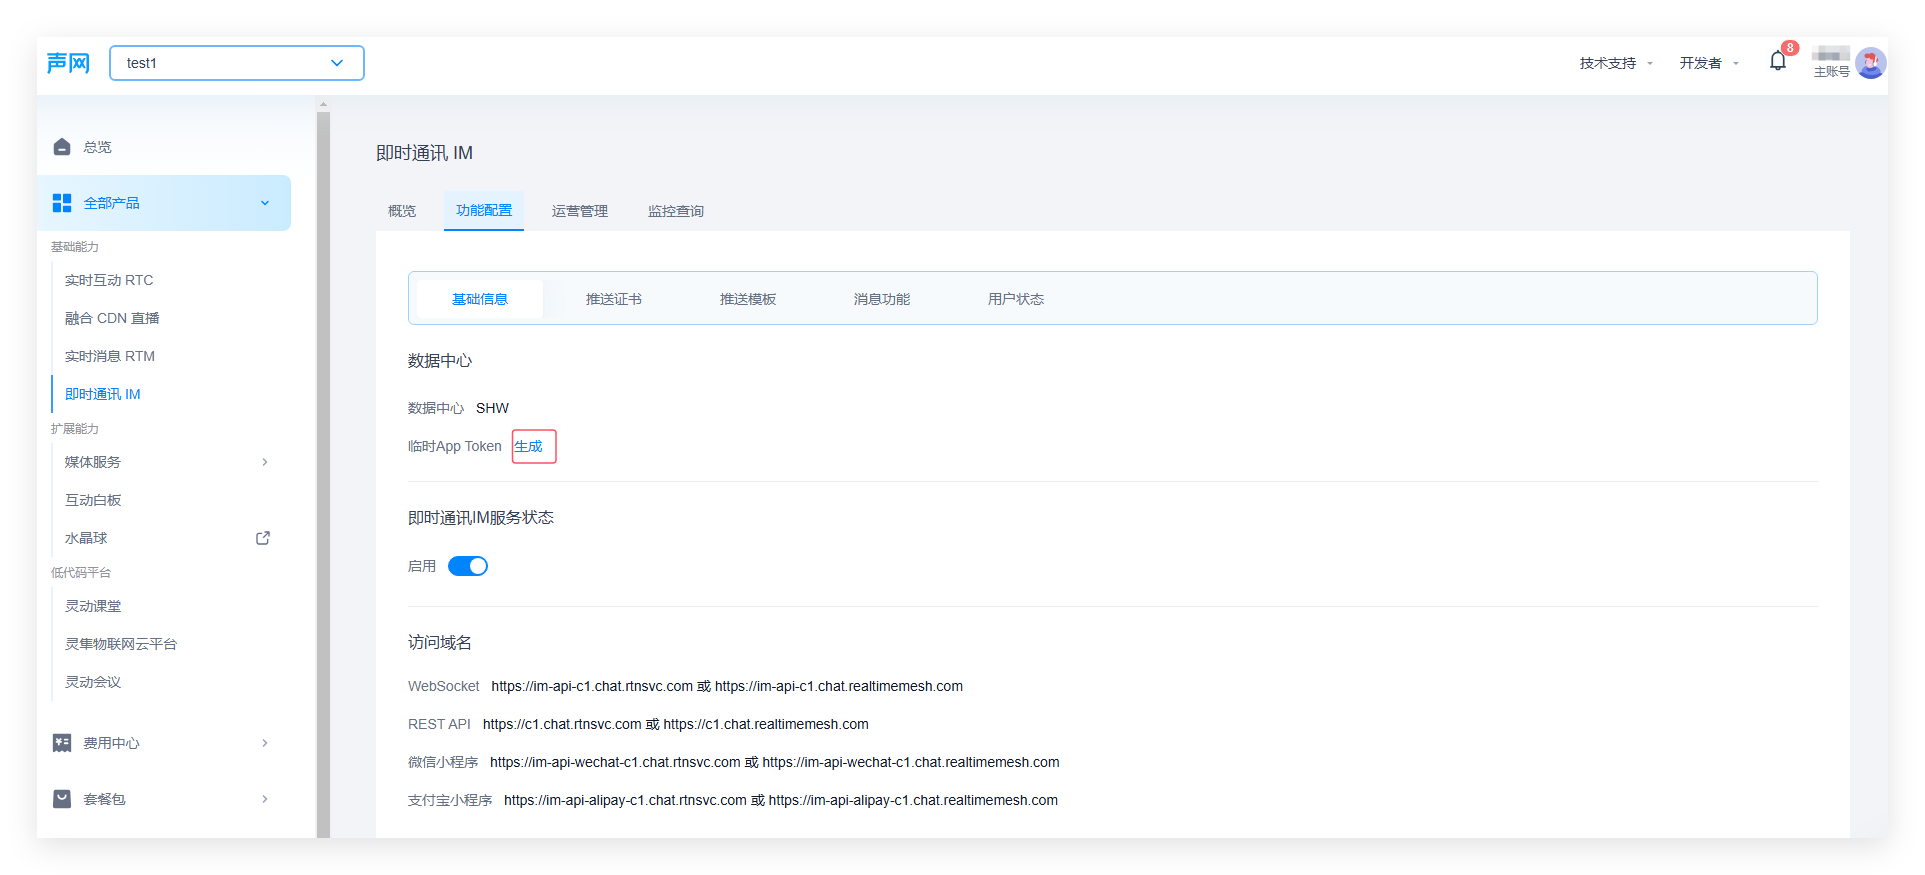 声网
test1
技术支持
开发者
8
主账号
总览
全部产品
基础能力
实时互动 RTC
融合 CDN 直播
实时消息 RTM
即时通讯 IM
扩展能力
媒体服务
互动白板
水晶球
低代码平台
灵动课堂
灵隼物联网云平台
灵动会议
费用中心
套餐包
即时通讯 IM
概览 功能配置 运营管理 监控查询
基础信息 推送证书 推送模板 消息功能 用户状态
数据中心
数据中心 SHW
临时App Token 生成
即时通讯IM服务状态
启用
访问域名
WebSocket https://im-api-c1.chat.rtnsvc.com 或 https://im-api-c1.chat.realtimemesh.com
REST API https://c1.chat.rtnsvc.com 或 https://c1.chat.realtimemesh.com
微信小程序 https://im-api-wechat-c1.chat.rtnsvc.com 或 https://im-api-wechat-c1.chat.realtimemesh.com
支付宝小程序 https://im-api-alipay-c1.chat.rtnsvc.com 或 https://im-api-alipay-c1.chat.realtimemesh.com